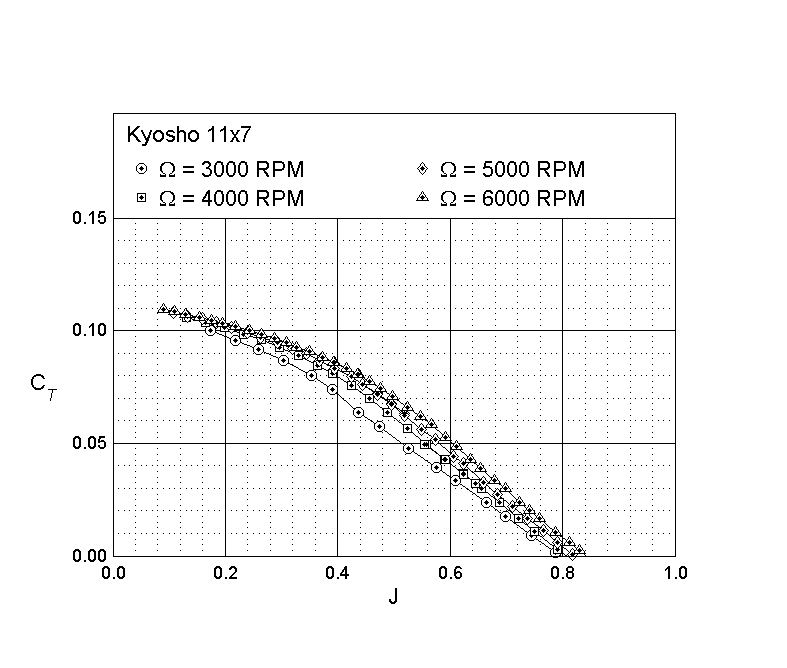 Kyosho 11x7
Ω = 3000 RPM
Ω = 5000 RPM
Ω = 4000 RPM
Ω = 6000 RPM
0.15
0.10
C_T
0.05
0.00
0.0 0.2 0.4 0.6 0.8 1.0
J